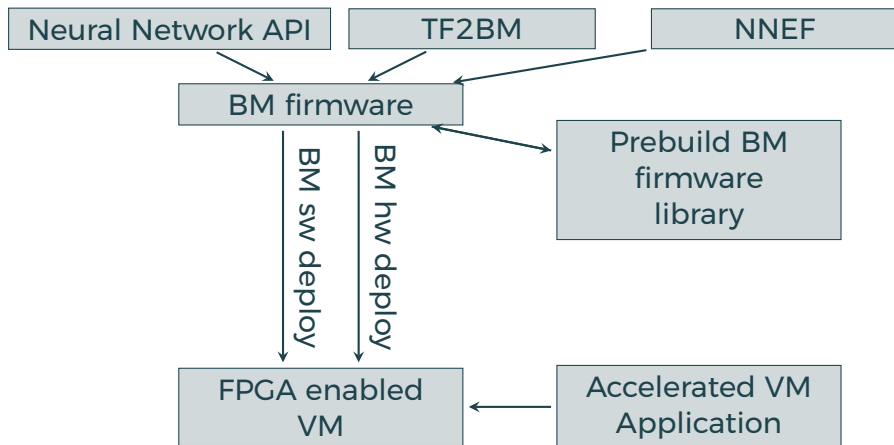 Neural Network API
TF2BM
NNEF
BM firmware
Prebuild BM
firmware
library
BM sw deploy
BM hw deploy
FPGA enabled
VM
Accelerated VM
Application